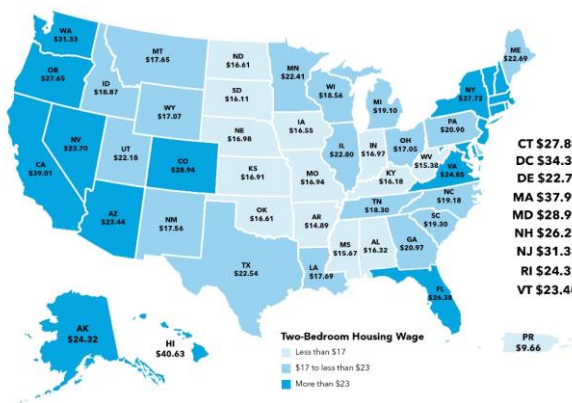 WA
$31.33
OR
$27.65
CA
$39.01
NV
$23.70
ID
$18.87
MT
$17.65
WY
$17.07
UT
$22.18
AZ
$23.44
CO
$28.94
NM
$17.56
ND
$16.61
SD
$16.11
NE
$16.98
KS
$16.91
OK
$16.61
TX
$22.54
MN
$22.41
IA
$16.55
MO
$16.94
AR
$14.89
LA
$17.69
WI
$18.56
IL
$22.80
MI
$19.10
IN
$16.97
OH
$17.05
KY
$16.18
TN
$18.30
MS
$15.67
AL
$16.32
GA
$20.97
FL
$26.38
SC
$19.30
NC
$19.18
VA
$24.85
WV
$15.38
PA
$20.90
NY
$37.72
ME
$22.69
CT $27.8
DC $34.3
DE $22.7
MA $37.9
MD $28.9
NH $26.2
NJ $31.3
RI $24.3
VT $23.4
AK
$24.32
HI
$40.63
PR
$9.66
Two-Bedroom Housing Wage
Less than $17
$17 to less than $23
More than $23